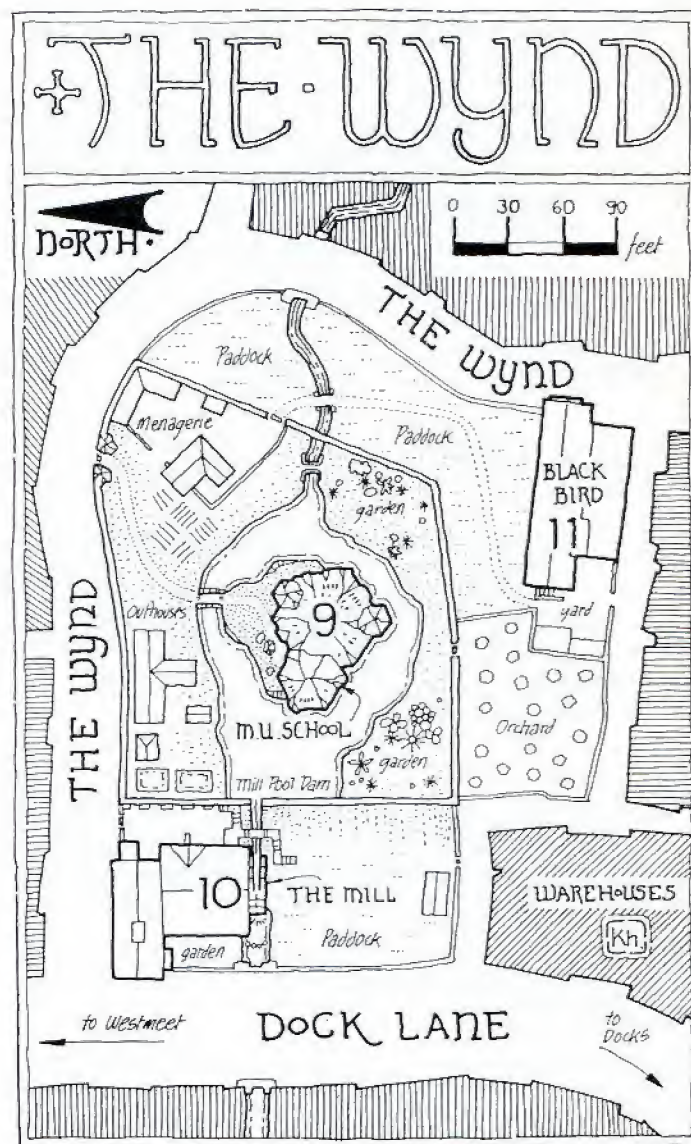 THE · WYND
NORTH·
0 30 60 90
feet
THE WYND
Paddock
Menagerie
Paddock
BLACK
BIRD
11
garden
yard
9
Outhouses
THE WYND
M.U. SCHOOL
Orchard
garden
Mill Pool Dam
10
THE MILL
WAREHOUSES
Kh.
garden
Paddock
to Westmeet
DOCK LANE
to
Docks